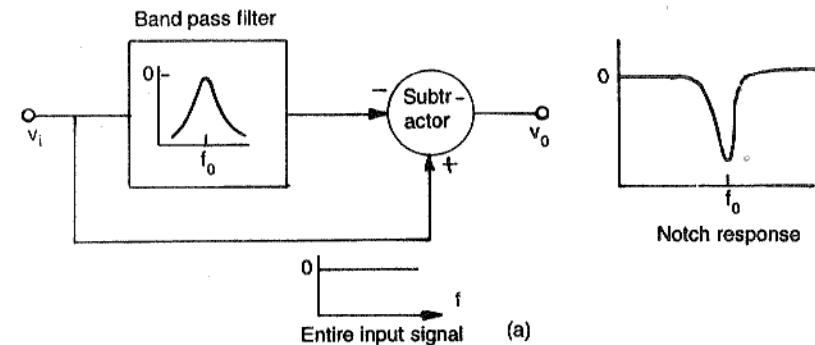 Band pass filter
0
f0
vi
−
Subtr-
actor
+
v0
0
f
Entire input signal
(a)
0
f0
Notch response